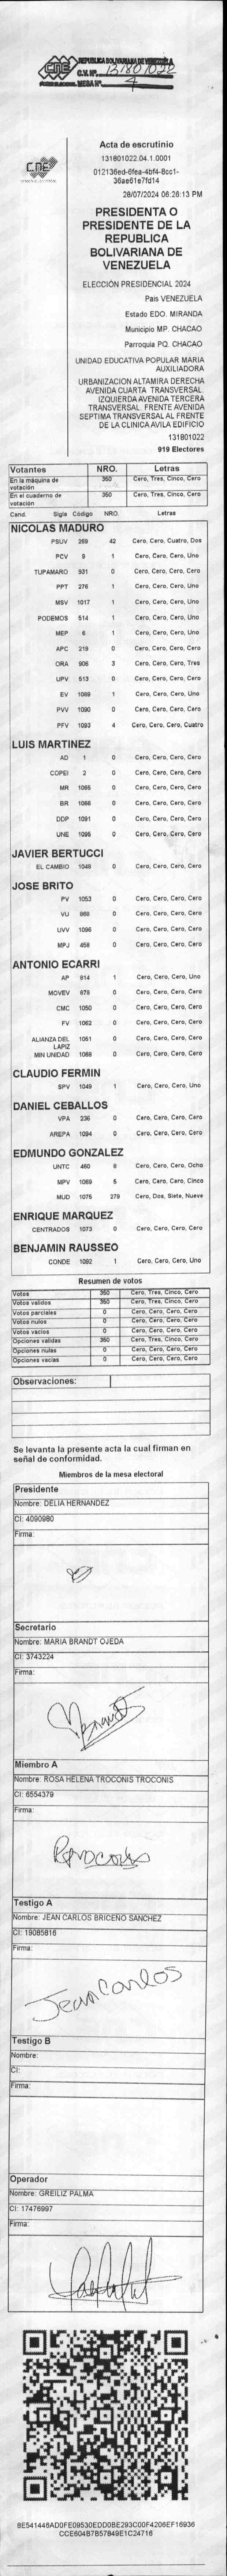 CNE REPUBLICA BOLIVARIANA DE VENEZUELA
C.V. Nº. 131801022
PODER ELECTORAL MESA Nº. 4
CNE
Acta de escrutinio
131801022.04.1.0001
012136ed-6fea-4bf4-8cc1-
36ae61e7fd14
28/07/2024 06:26:13 PM
PRESIDENTA O
PRESIDENTE DE LA
REPUBLICA
BOLIVARIANA DE
VENEZUELA
ELECCIÓN PRESIDENCIAL 2024
Pais VENEZUELA
Estado EDO. MIRANDA
Municipio MP. CHACAO
Parroquia PQ. CHACAO
UNIDAD EDUCATIVA POPULAR MARIA
AUXILIADORA
URBANIZACION ALTAMIRA DERECHA
AVENIDA CUARTA TRANSVERSAL.
IZQUIERDA AVENIDA TERCERA
TRANSVERSAL. FRENTE AVENIDA
SEPTIMA TRANSVERSAL AL FRENTE
DE LA CLINICA AVILA EDIFICIO
131801022
919 Electores
Votantes NRO. Letras
En la máquina de votación 350 Cero, Tres, Cinco, Cero
En el cuaderno de votación 350 Cero, Tres, Cinco, Cero
Cand. Sigla Código NRO. Letras
NICOLAS MADURO
PSUV 269 42 Cero, Cero, Cuatro, Dos
PCV 9 1 Cero, Cero, Cero, Uno
TUPAMARO 931 0 Cero, Cero, Cero, Cero
PPT 276 1 Cero, Cero, Cero, Uno
MSV 1017 1 Cero, Cero, Cero, Uno
PODEMOS 514 1 Cero, Cero, Cero, Uno
MEP 6 1 Cero, Cero, Cero, Uno
APC 219 0 Cero, Cero, Cero, Cero
ORA 906 3 Cero, Cero, Cero, Tres
UPV 613 0 Cero, Cero, Cero, Cero
EV 1089 1 Cero, Cero, Cero, Uno
PVV 1090 0 Cero, Cero, Cero, Cero
PFV 1093 4 Cero, Cero, Cero, Cuatro
LUIS MARTINEZ
AD 1 0 Cero, Cero, Cero, Cero
COPEI 2 0 Cero, Cero, Cero, Cero
MR 1065 0 Cero, Cero, Cero, Cero
BR 1066 0 Cero, Cero, Cero, Cero
DDP 1091 0 Cero, Cero, Cero, Cero
UNE 1095 0 Cero, Cero, Cero, Cero
JAVIER BERTUCCI
EL CAMBIO 1048 0 Cero, Cero, Cero, Cero
JOSE BRITO
PV 1053 0 Cero, Cero, Cero, Cero
VU 868 0 Cero, Cero, Cero, Cero
UVV 1096 0 Cero, Cero, Cero, Cero
MPJ 458 0 Cero, Cero, Cero, Cero
ANTONIO ECARRI
AP 814 1 Cero, Cero, Cero, Uno
MOVEV 878 0 Cero, Cero, Cero, Cero
CMC 1050 0 Cero, Cero, Cero, Cero
FV 1062 0 Cero, Cero, Cero, Cero
ALIANZA DEL LAPIZ 1051 0 Cero, Cero, Cero, Cero
MIN UNIDAD 1088 0 Cero, Cero, Cero, Cero
CLAUDIO FERMIN
SPV 1049 1 Cero, Cero, Cero, Uno
DANIEL CEBALLOS
VPA 236 0 Cero, Cero, Cero, Cero
AREPA 1094 0 Cero, Cero, Cero, Cero
EDMUNDO GONZALEZ
UNTC 460 8 Cero, Cero, Cero, Ocho
MPV 1069 5 Cero, Cero, Cero, Cinco
MUD 1075 279 Cero, Dos, Siete, Nueve
ENRIQUE MARQUEZ
CENTRADOS 1073 0 Cero, Cero, Cero, Cero
BENJAMIN RAUSSEO
CONDE 1092 1 Cero, Cero, Cero, Uno
Resumen de votos
Votos 350 Cero, Tres, Cinco, Cero
Votos validos 350 Cero, Tres, Cinco, Cero
Votos parciales 0 Cero, Cero, Cero, Cero
Votos nulos 0 Cero, Cero, Cero, Cero
Votos vacios 0 Cero, Cero, Cero, Cero
Opciones validas 350 Cero, Tres, Cinco, Cero
Opciones nulas 0 Cero, Cero, Cero, Cero
Opciones vacias 0 Cero, Cero, Cero, Cero
Observaciones:
Se levanta la presente acta la cual firman en
señal de conformidad.
Miembros de la mesa electoral
Presidente
Nombre: DELIA HERNANDEZ
CI: 4090980
Firma:
Secretario
Nombre: MARIA BRANDT OJEDA
CI: 3743224
Firma:
Brandt
Miembro A
Nombre: ROSA HELENA TROCONIS TROCONIS
CI: 6554379
Firma:
Testigo A
Nombre: JEAN CARLOS BRICEÑO SANCHEZ
CI: 19085816
Firma:
Jean Carlos
Testigo B
Nombre:
CI:
Firma:
Operador
Nombre: GREILIZ PALMA
CI: 17476997
Firma:
8E541446AD0FE09530EDD0BE293C00F4206EF16936
CCE604B7B57849E1C24716